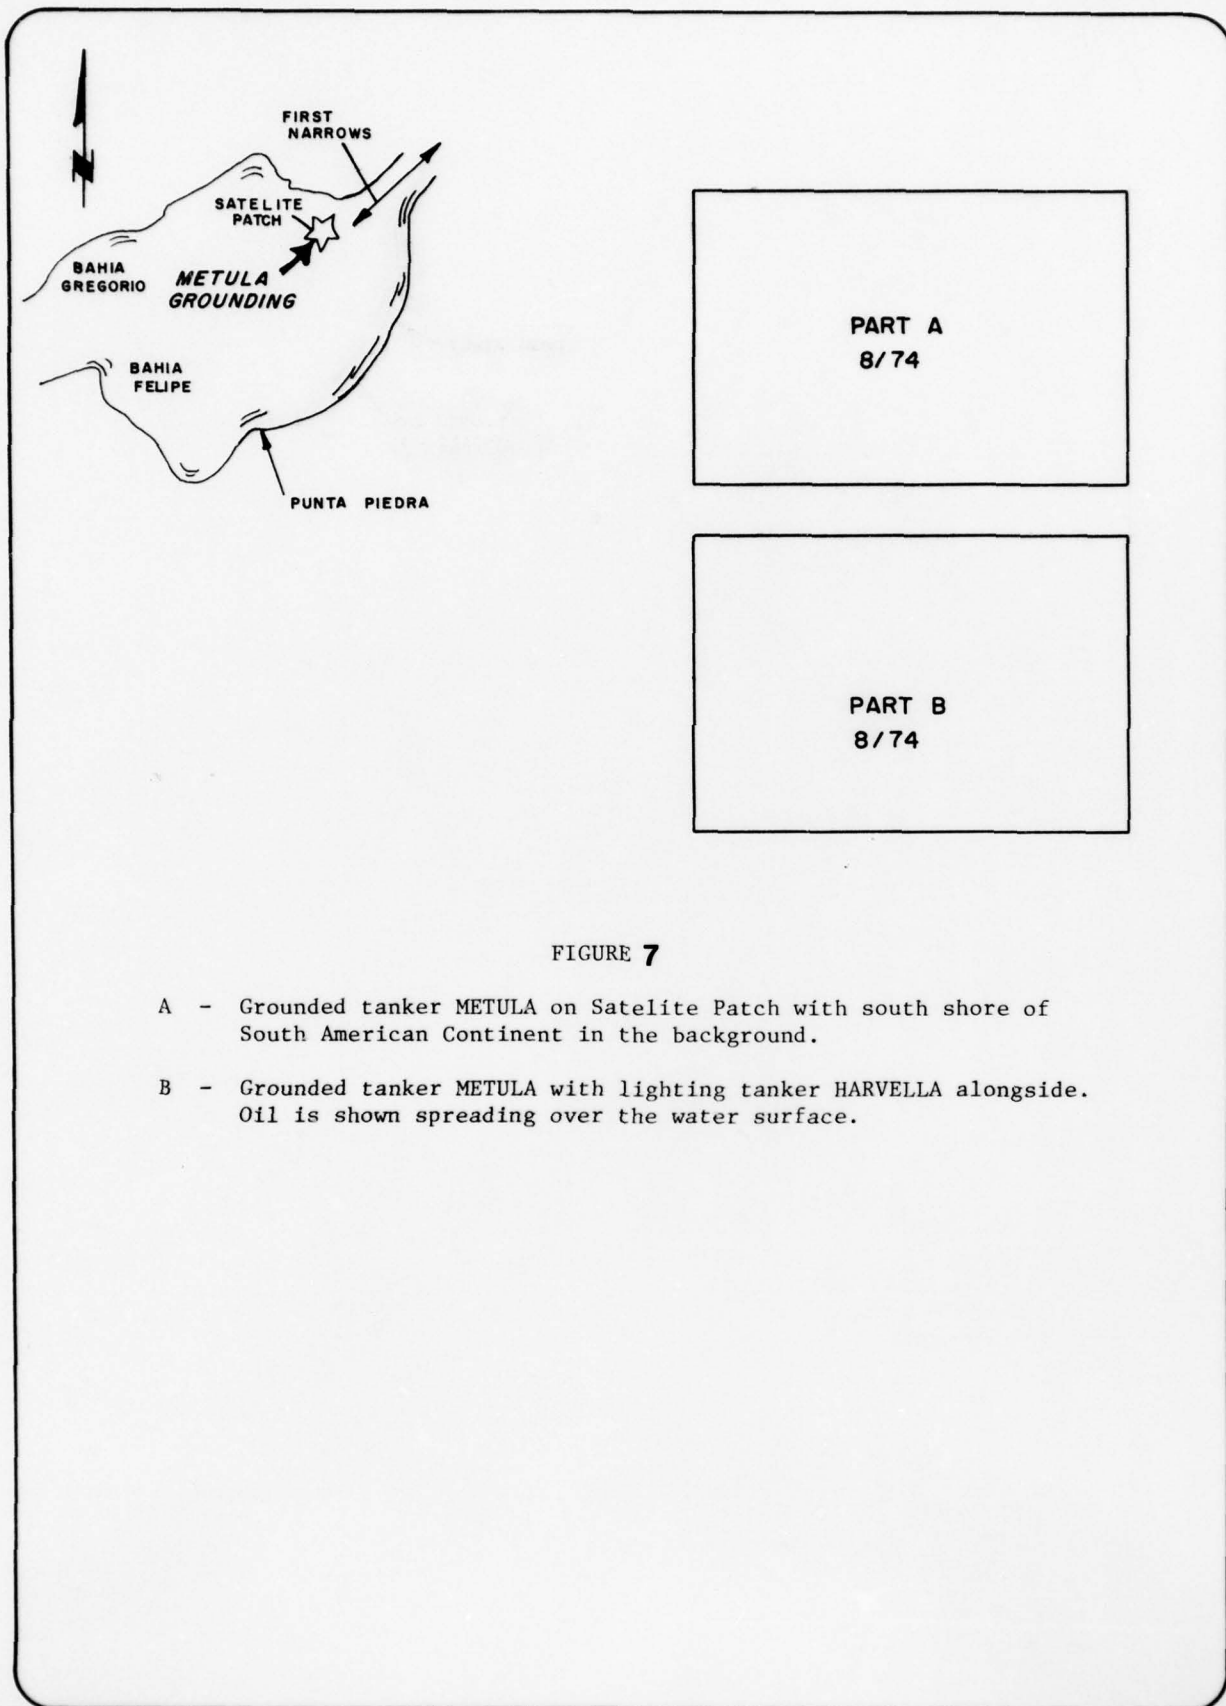 N
FIRST
NARROWS
SATELITE
PATCH
BAHIA
GREGORIO
METULA
GROUNDING
BAHIA
FELIPE
PUNTA PIEDRA
PART A
8/74
PART B
8/74
FIGURE 7
A - Grounded tanker METULA on Satelite Patch with south shore of
South American Continent in the background.
B - Grounded tanker METULA with lighting tanker HARVELLA alongside.
Oil is shown spreading over the water surface.